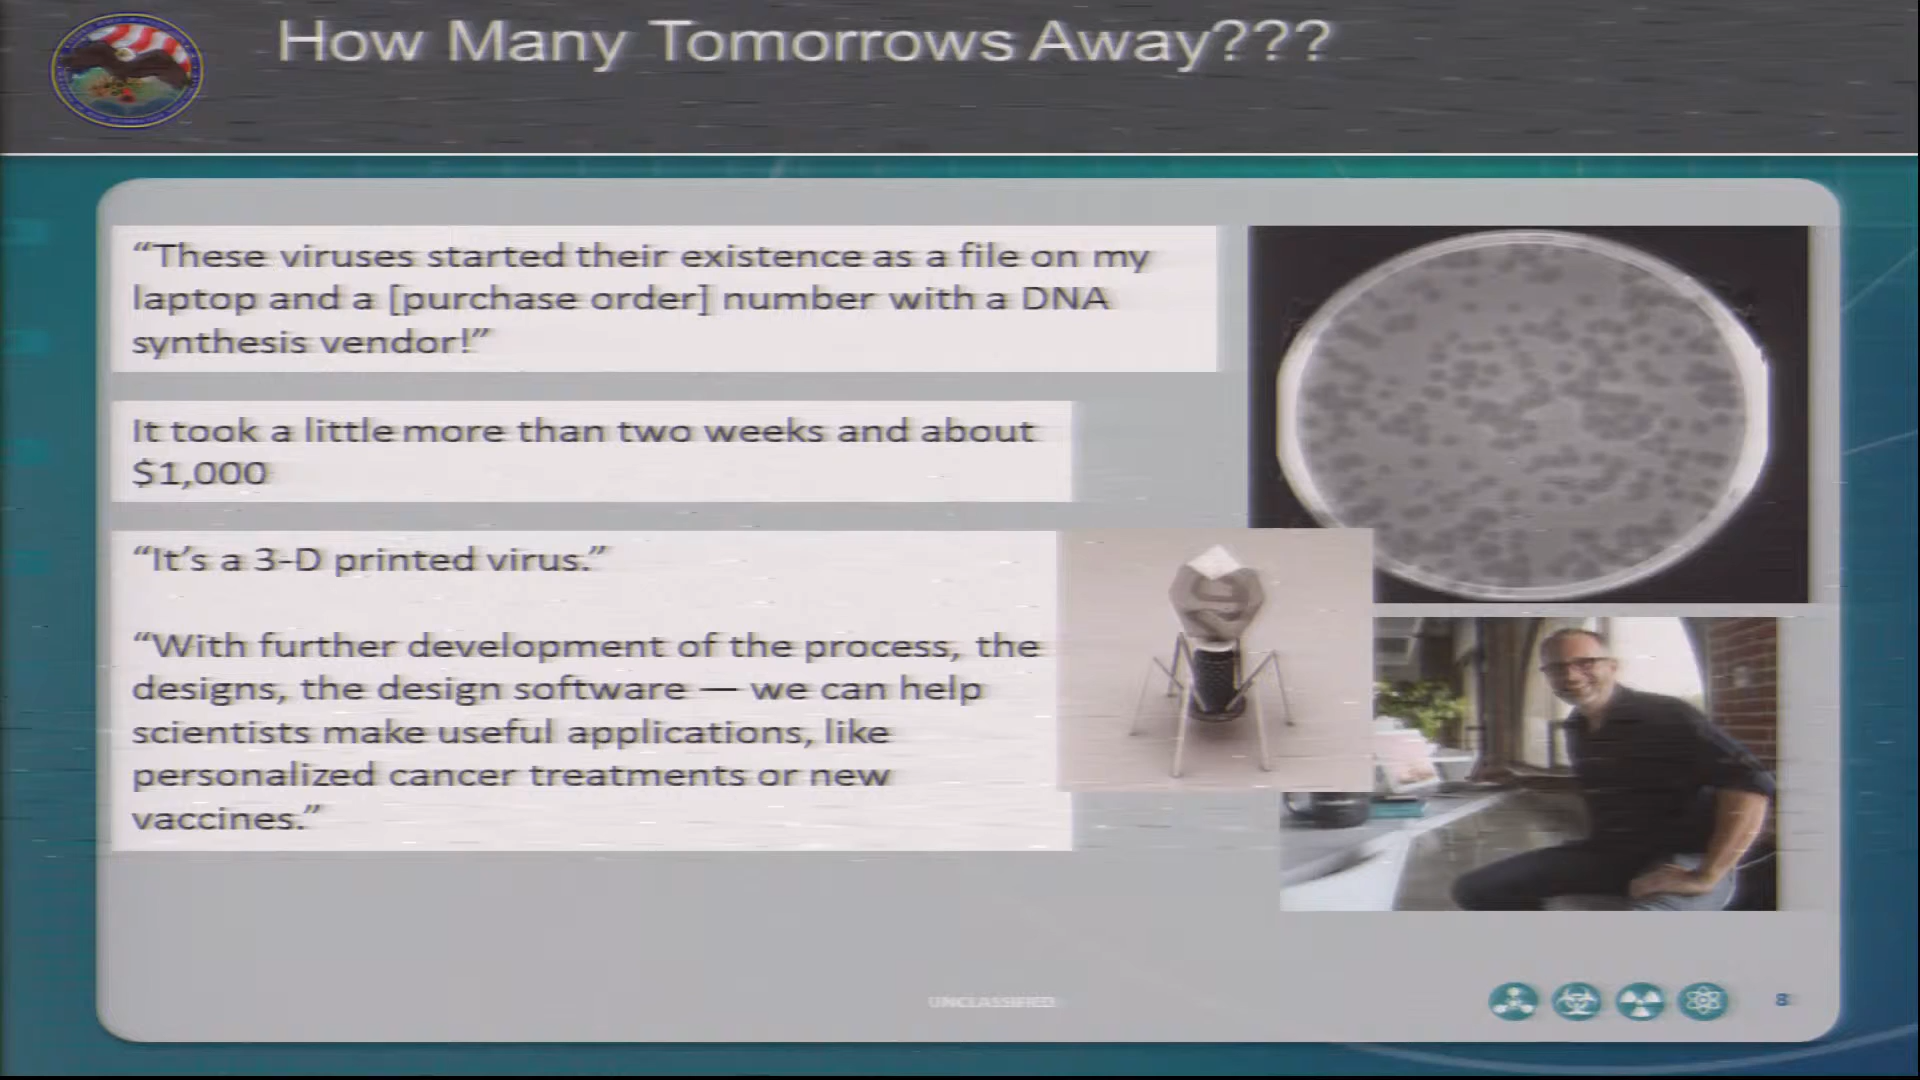 How Many Tomorrows Away???
“These viruses started their existence as a file on my
laptop and a [purchase order] number with a DNA
synthesis vendor!”
It took a little more than two weeks and about
$1,000
“It’s a 3-D printed virus.”
“With further development of the process, the
designs, the design software — we can help
scientists make useful applications, like
personalized cancer treatments or new
vaccines.”
UNCLASSIFIED
8